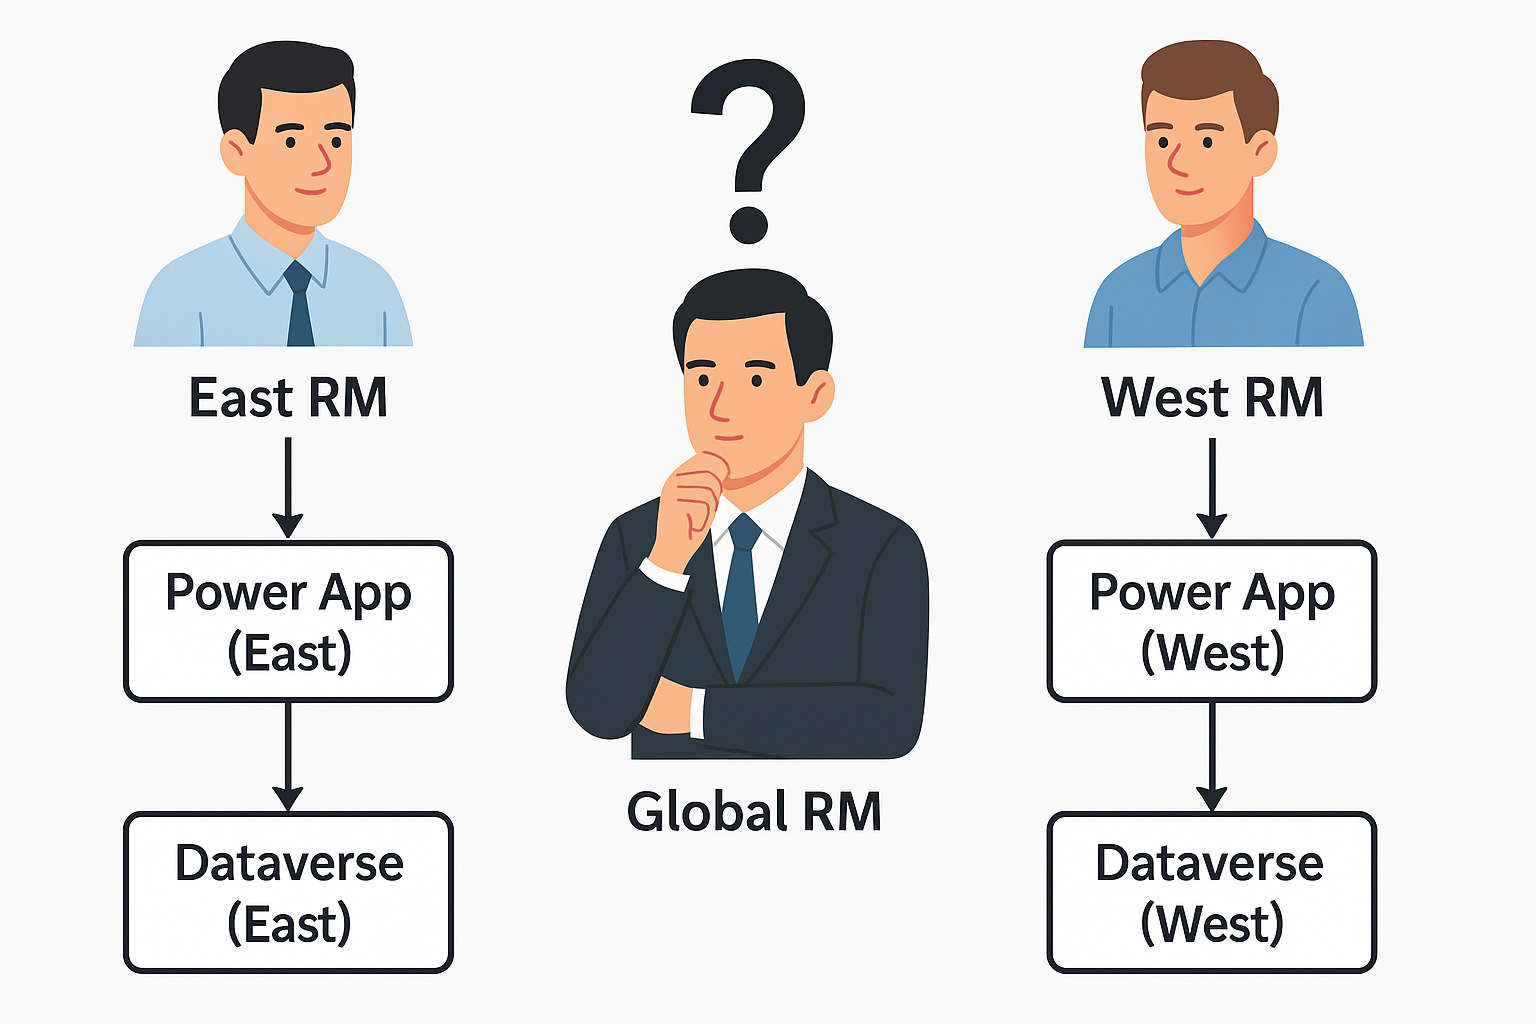 ?
East RM
Power App
(East)
Dataverse
(East)
Global RM
West RM
Power App
(West)
Dataverse
(West)